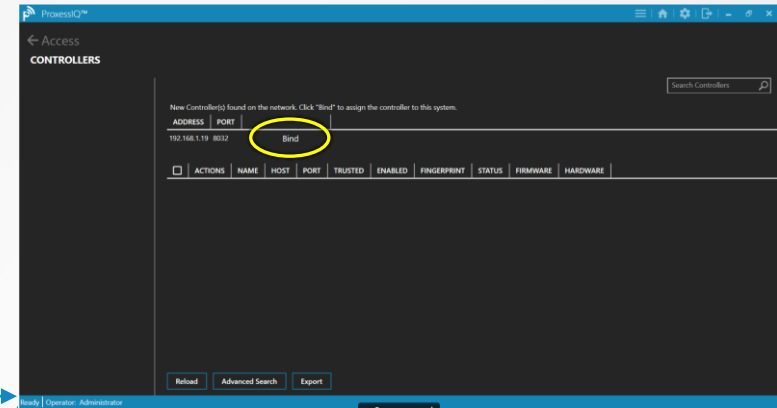 ProxessIQ™
Access
CONTROLLERS
Search Controllers
New Controller(s) found on the network. Click "Bind" to assign the controller to this system.
ADDRESS PORT
192.168.1.19 8032 Bind
ACTIONS NAME HOST PORT TRUSTED ENABLED FINGERPRINT STATUS FIRMWARE HARDWARE
Reload Advanced Search Export
Ready Operator: Administrator